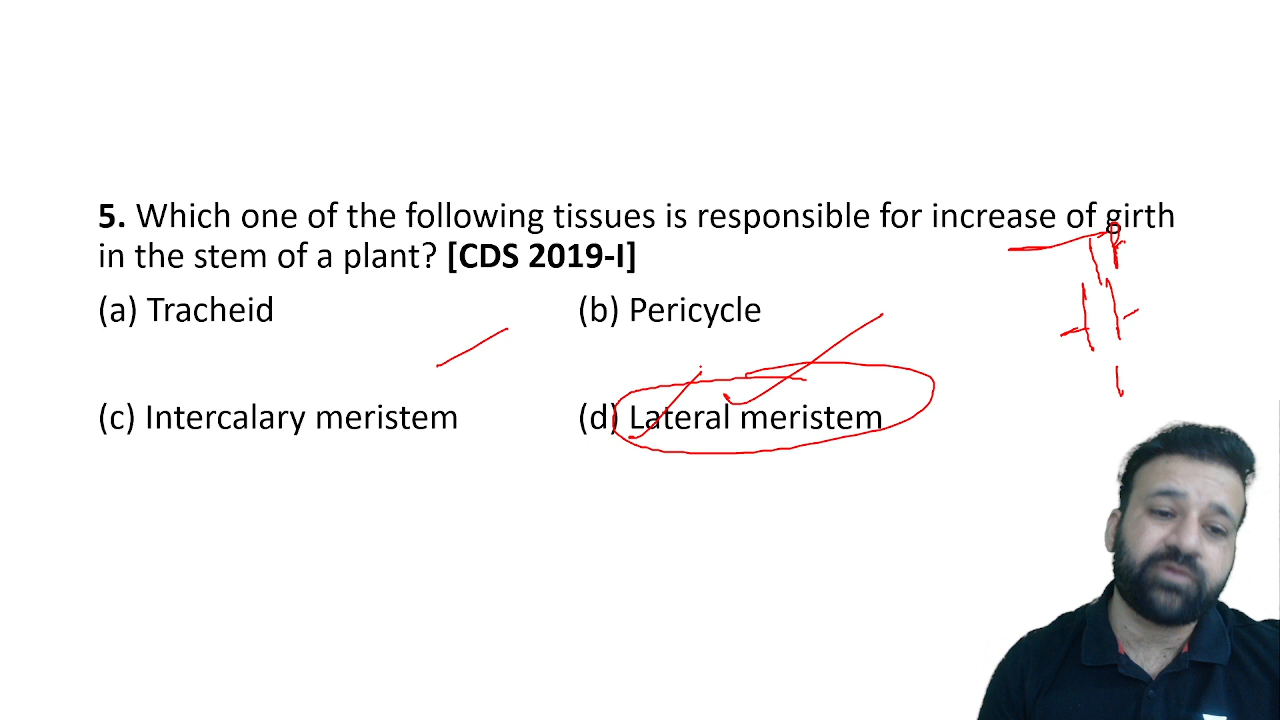 5. Which one of the following tissues is responsible for increase of girth
in the stem of a plant? [CDS 2019-I]
(a) Tracheid (b) Pericycle
(c) Intercalary meristem (d) Lateral meristem